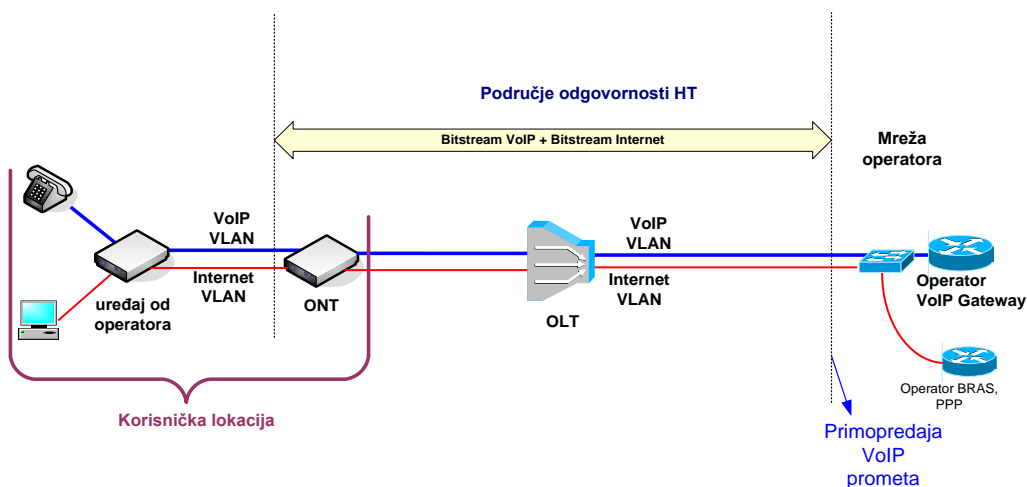 Područje odgovornosti HT
Bitstream VoIP + Bitstream Internet
Mreža
operatora
VoIP
VLAN
Internet
VLAN
uređaj od
operatora
ONT
OLT
VoIP
VLAN
Internet
VLAN
Operator
VoIP Gateway
Operator BRAS,
PPP
Korisnička lokacija
Primopredaja
VoIP
prometa